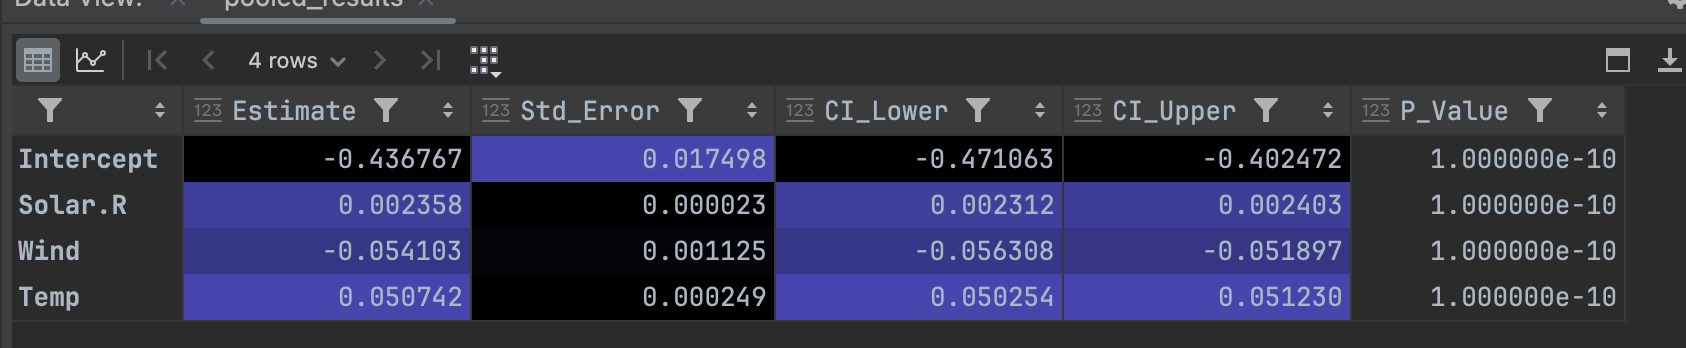 Data View: pooled_results
4 rows
123 Estimate 123 Std_Error 123 CI_Lower 123 CI_Upper 123 P_Value
Intercept -0.436767 0.017498 -0.471063 -0.402472 1.000000e-10
Solar.R 0.002358 0.000023 0.002312 0.002403 1.000000e-10
Wind -0.054103 0.001125 -0.056308 -0.051897 1.000000e-10
Temp 0.050742 0.000249 0.050254 0.051230 1.000000e-10